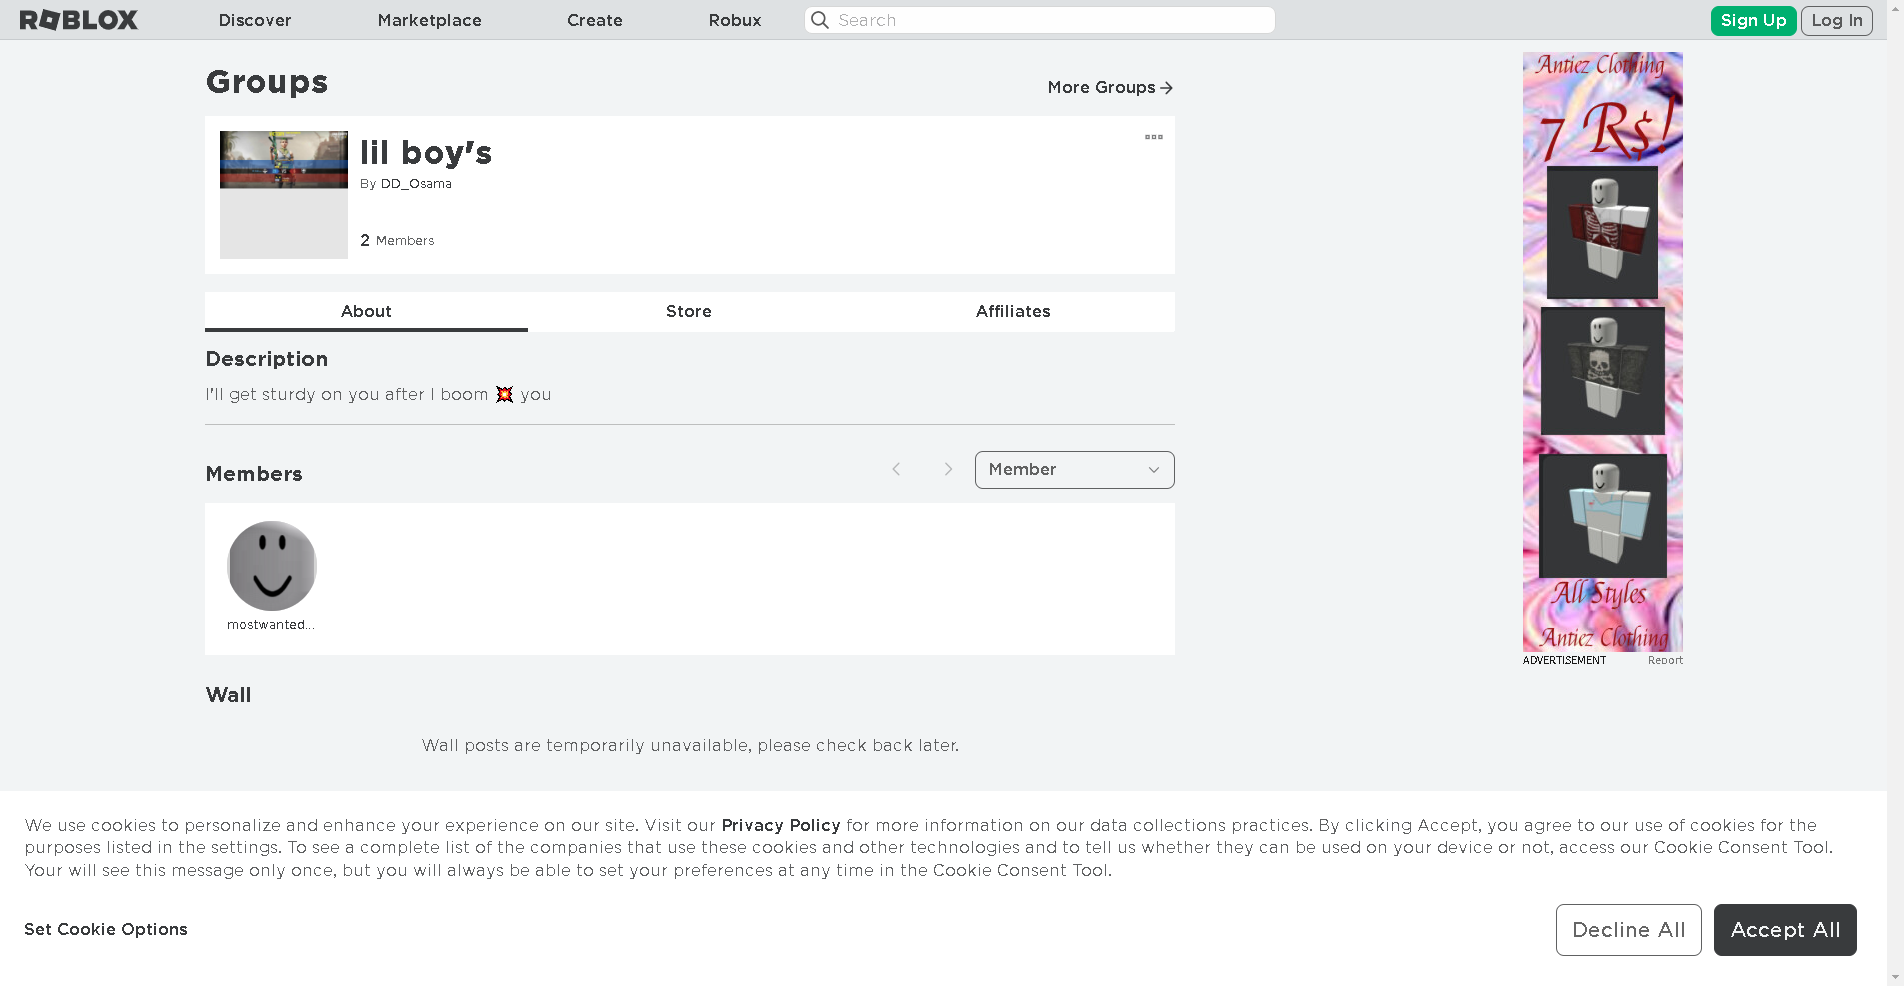 ROBLOX
Discover
Marketplace
Create
Robux
Search
Sign Up
Log In
Groups
More Groups
lil boy's
By DD_Osama
2 Members
About
Store
Affiliates
Description
I'll get sturdy on you after I boom 💥 you
Members
Member
mostwanted...
Wall
Wall posts are temporarily unavailable, please check back later.
Antiez Clothing
7 R$!
All Styles
Antiez Clothing
ADVERTISEMENT
Report
We use cookies to personalize and enhance your experience on our site. Visit our Privacy Policy for more information on our data collections practices. By clicking Accept, you agree to our use of cookies for the
purposes listed in the settings. To see a complete list of the companies that use these cookies and other technologies and to tell us whether they can be used on your device or not, access our Cookie Consent Tool.
Your will see this message only once, but you will always be able to set your preferences at any time in the Cookie Consent Tool.
Set Cookie Options
Decline All
Accept All